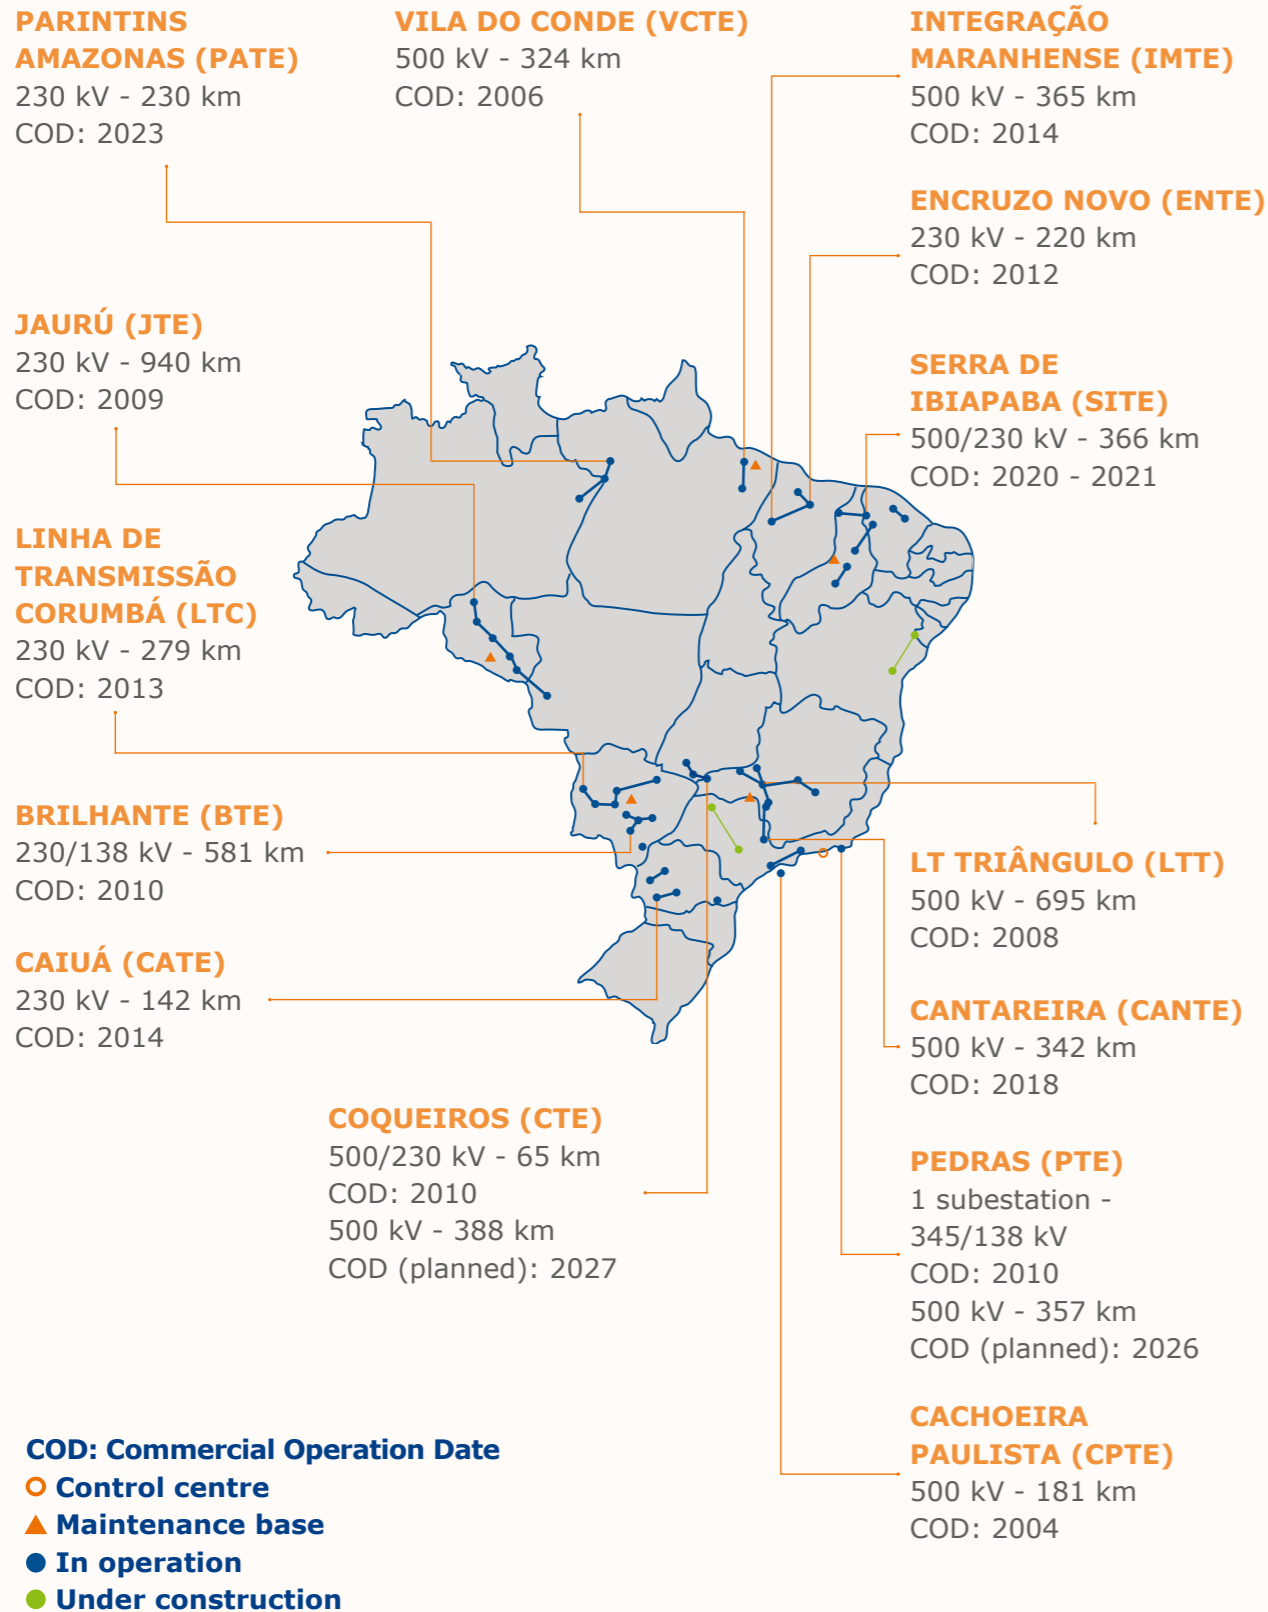 PARINTINS
AMAZONAS (PATE)
230 kV - 230 km
COD: 2023
VILA DO CONDE (VCTE)
500 kV - 324 km
COD: 2006
INTEGRAÇÃO
MARANHENSE (IMTE)
500 kV - 365 km
COD: 2014
ENCRUZO NOVO (ENTE)
230 kV - 220 km
COD: 2012
JAURÚ (JTE)
230 kV - 940 km
COD: 2009
SERRA DE
IBIAPABA (SITE)
500/230 kV - 366 km
COD: 2020 - 2021
LINHA DE
TRANSMISSÃO
CORUMBÁ (LTC)
230 kV - 279 km
COD: 2013
BRILHANTE (BTE)
230/138 kV - 581 km
COD: 2010
LT TRIÂNGULO (LTT)
500 kV - 695 km
COD: 2008
CAIUÁ (CATE)
230 kV - 142 km
COD: 2014
CANTAREIRA (CANTE)
500 kV - 342 km
COD: 2018
COQUEIROS (CTE)
500/230 kV - 65 km
COD: 2010
500 kV - 388 km
COD (planned): 2027
PEDRAS (PTE)
1 subestation -
345/138 kV
COD: 2010
500 kV - 357 km
COD (planned): 2026
CACHOEIRA
PAULISTA (CPTE)
500 kV - 181 km
COD: 2004
COD: Commercial Operation Date
Control centre
Maintenance base
In operation
Under construction